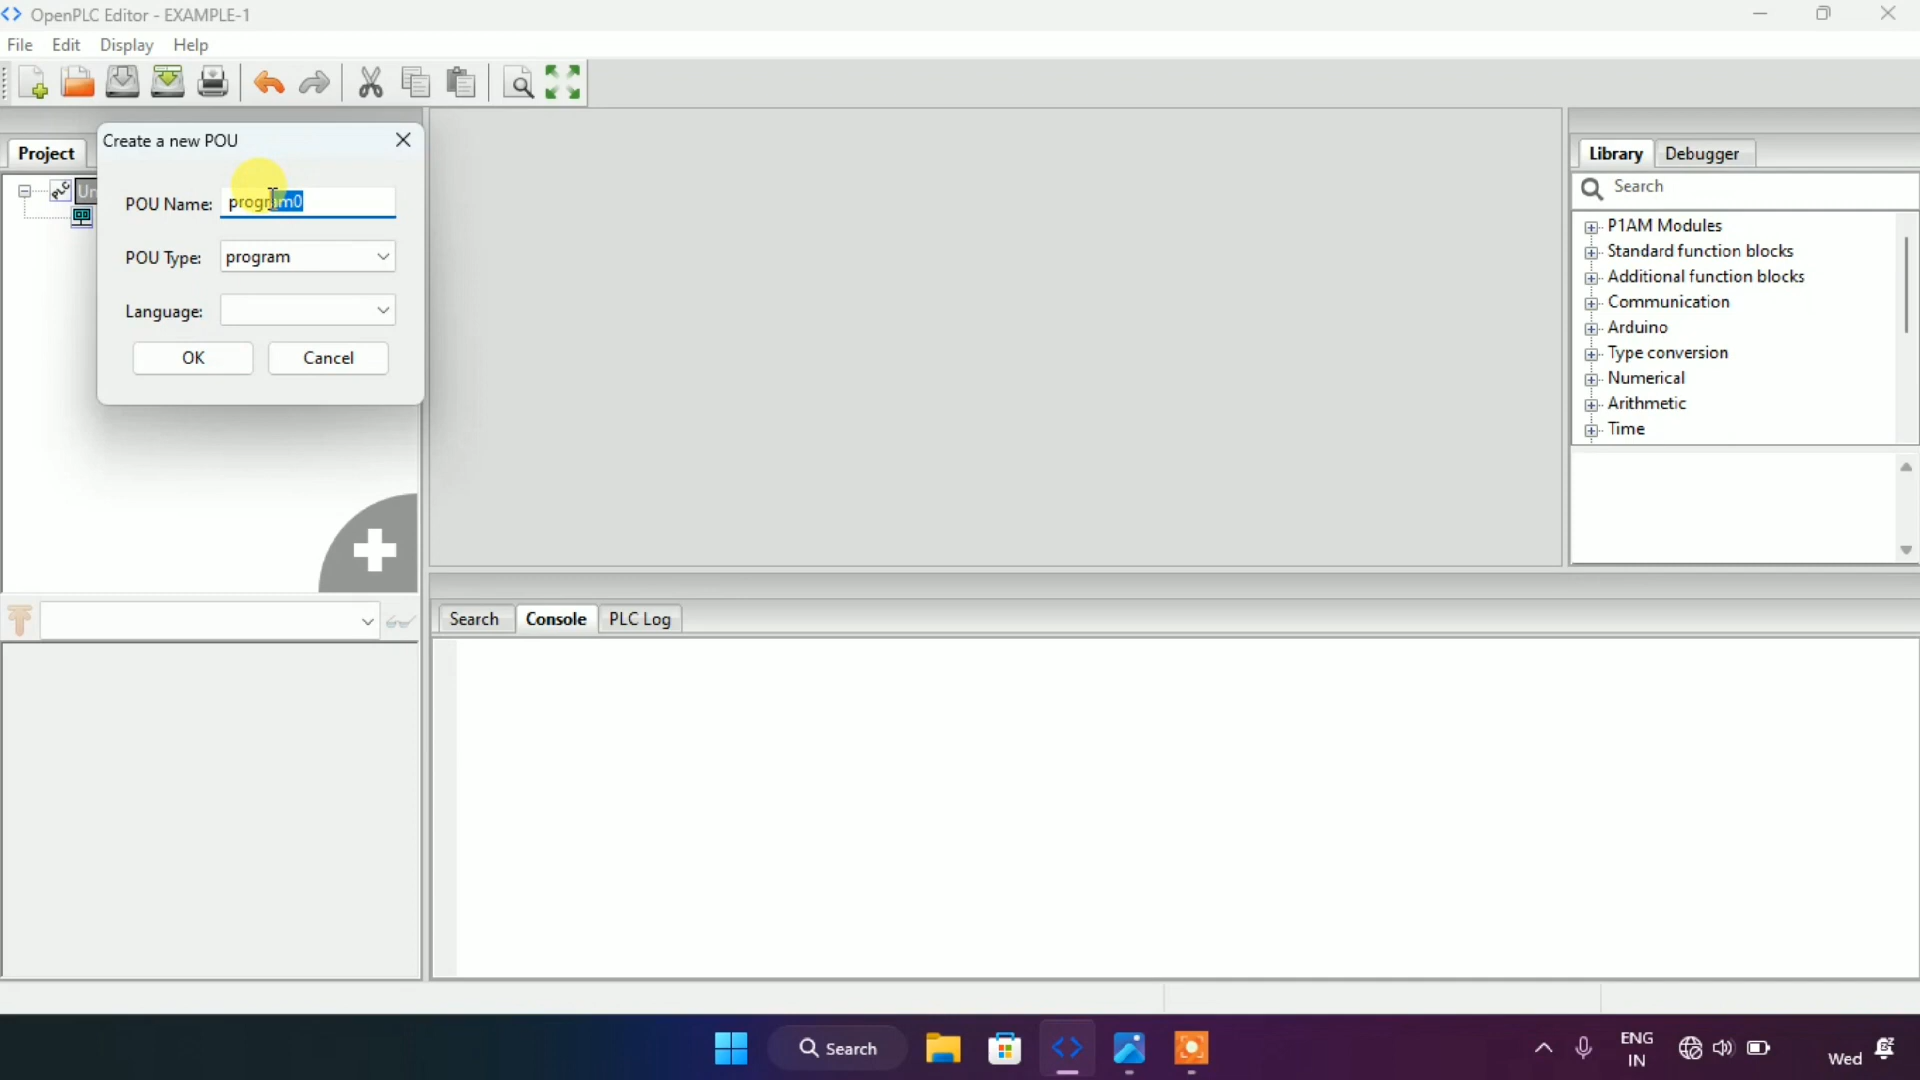 OpenPLC Editor - EXAMPLE-1
File Edit Display Help
Create a new POU
Project
POU Name: program0
POU Type: program
Language:
OK Cancel
Library Debugger
Search
P1AM Modules
Standard function blocks
Additional function blocks
Communication
Arduino
Type conversion
Numerical
Arithmetic
Time
Search Console PLC Log
Search
ENG
IN
Wed